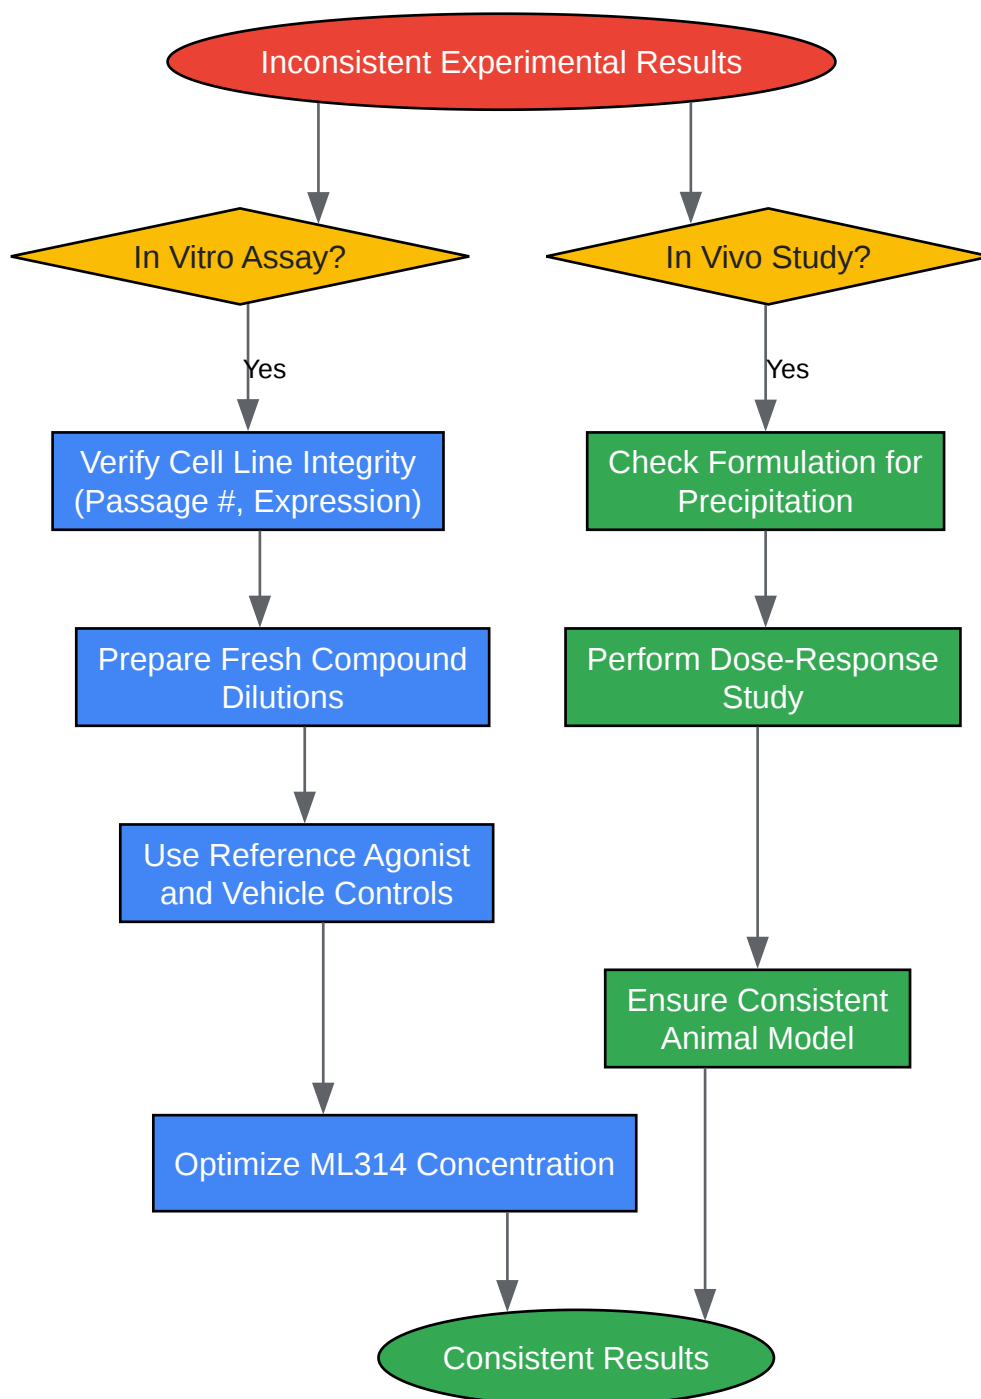 Inconsistent Experimental Results
In Vitro Assay?
In Vivo Study?
Yes
Yes
Verify Cell Line Integrity
(Passage #, Expression)
Check Formulation for
Precipitation
Prepare Fresh Compound
Dilutions
Perform Dose-Response
Study
Use Reference Agonist
and Vehicle Controls
Ensure Consistent
Animal Model
Optimize ML314 Concentration
Consistent Results